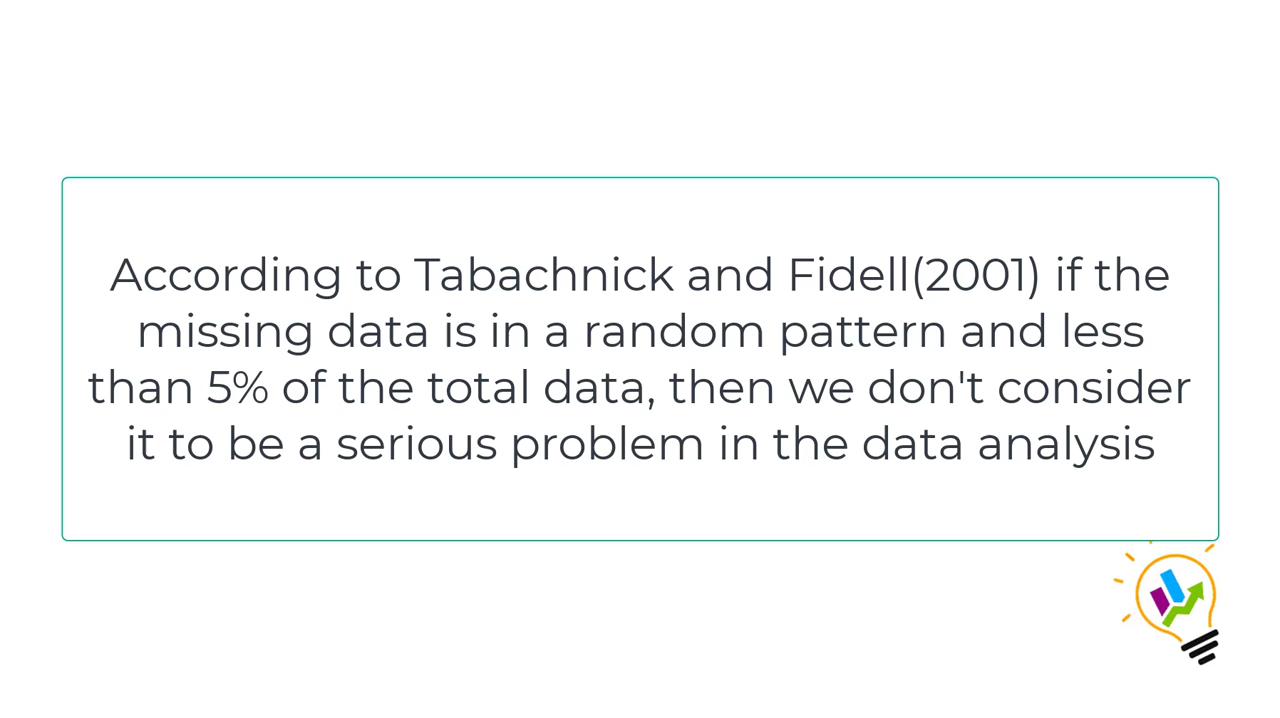 According to Tabachnick and Fidell(2001) if the
missing data is in a random pattern and less
than 5% of the total data, then we don't consider
it to be a serious problem in the data analysis